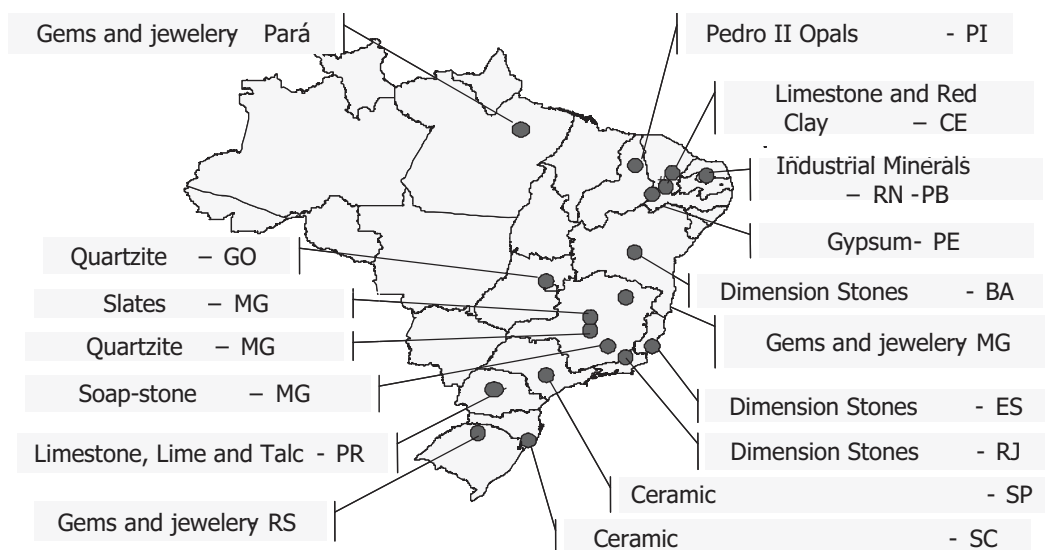 Gems and jewelery Pará
Pedro II Opals - PI
Limestone and Red
Clay – CE
Industrial Minerals
– RN -PB
Gypsum- PE
Quartzite – GO
Dimension Stones - BA
Slates – MG
Gems and jewelery MG
Quartzite – MG
Soap-stone – MG
Dimension Stones - ES
Limestone, Lime and Talc - PR
Dimension Stones - RJ
Ceramic - SP
Gems and jewelery RS
Ceramic - SC